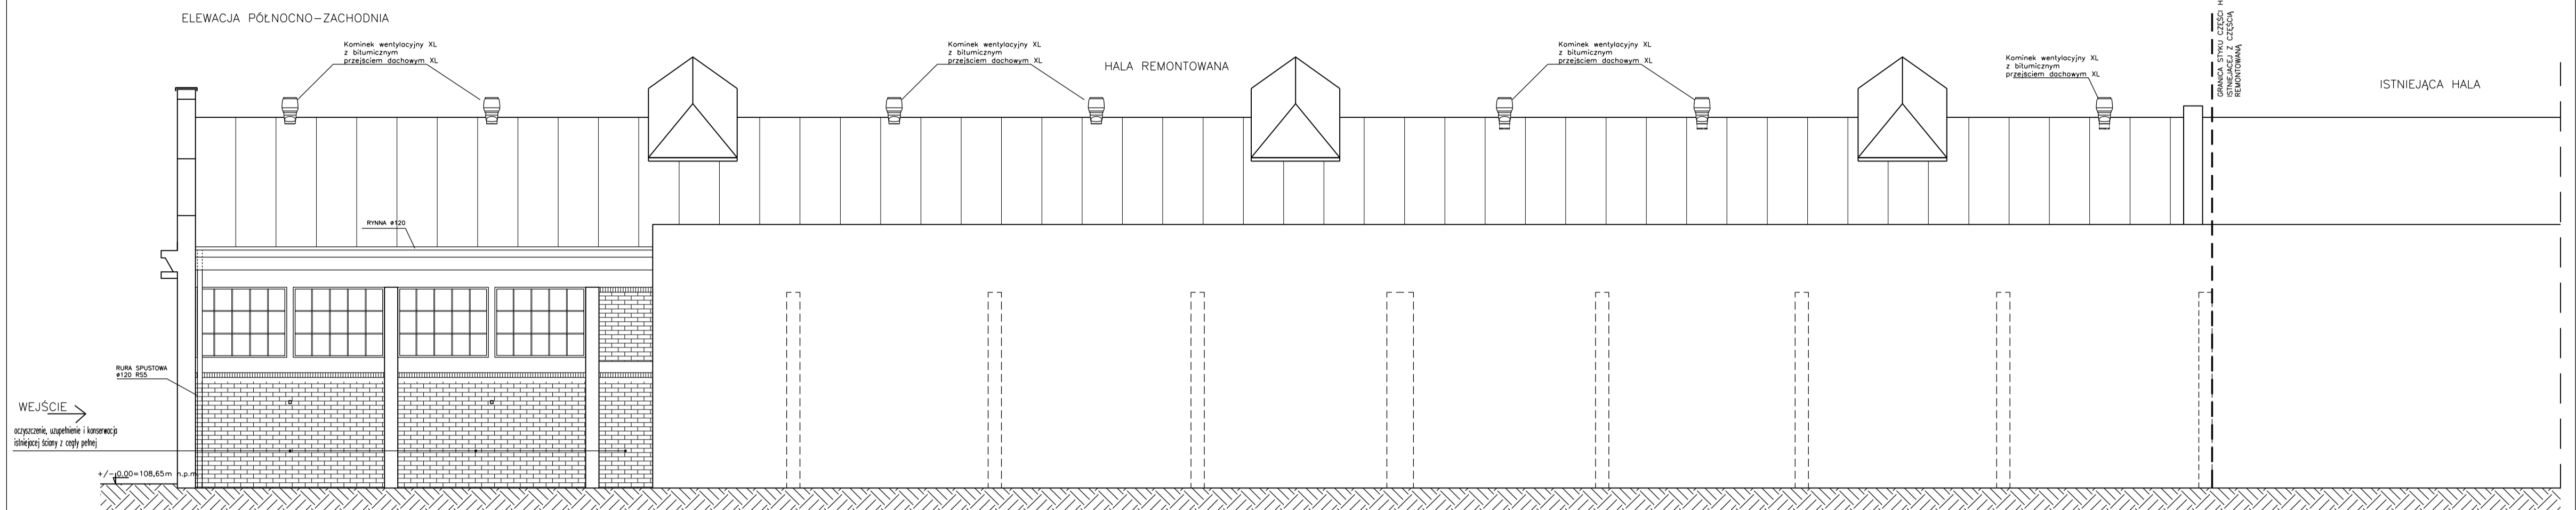 ELEWACJA PÓŁNOCNO-ZACHODNIA
Kominek wentylacyjny XL
z bitumicznym
przejściem dachowym XL
Kominek wentylacyjny XL
z bitumicznym
przejściem dachowym XL
HALA REMONTOWANA
Kominek wentylacyjny XL
z bitumicznym
przejściem dachowym XL
Kominek wentylacyjny XL
z bitumicznym
przejściem dachowym XL
GRANICA STYKU CZĘŚCI
ISTNIEJĄCEJ Z CZĘŚCIĄ
REMONTOWANĄ
ISTNIEJĄCA HALA
RYNNA ø120
RURA SPUSTOWA
ø120 RS5
WEJŚCIE
oczyszczenie, uzupełnienie i konserwacja
istniejącej ściany z cegły pełnej
+/-0.00=108,65m n.p.m.